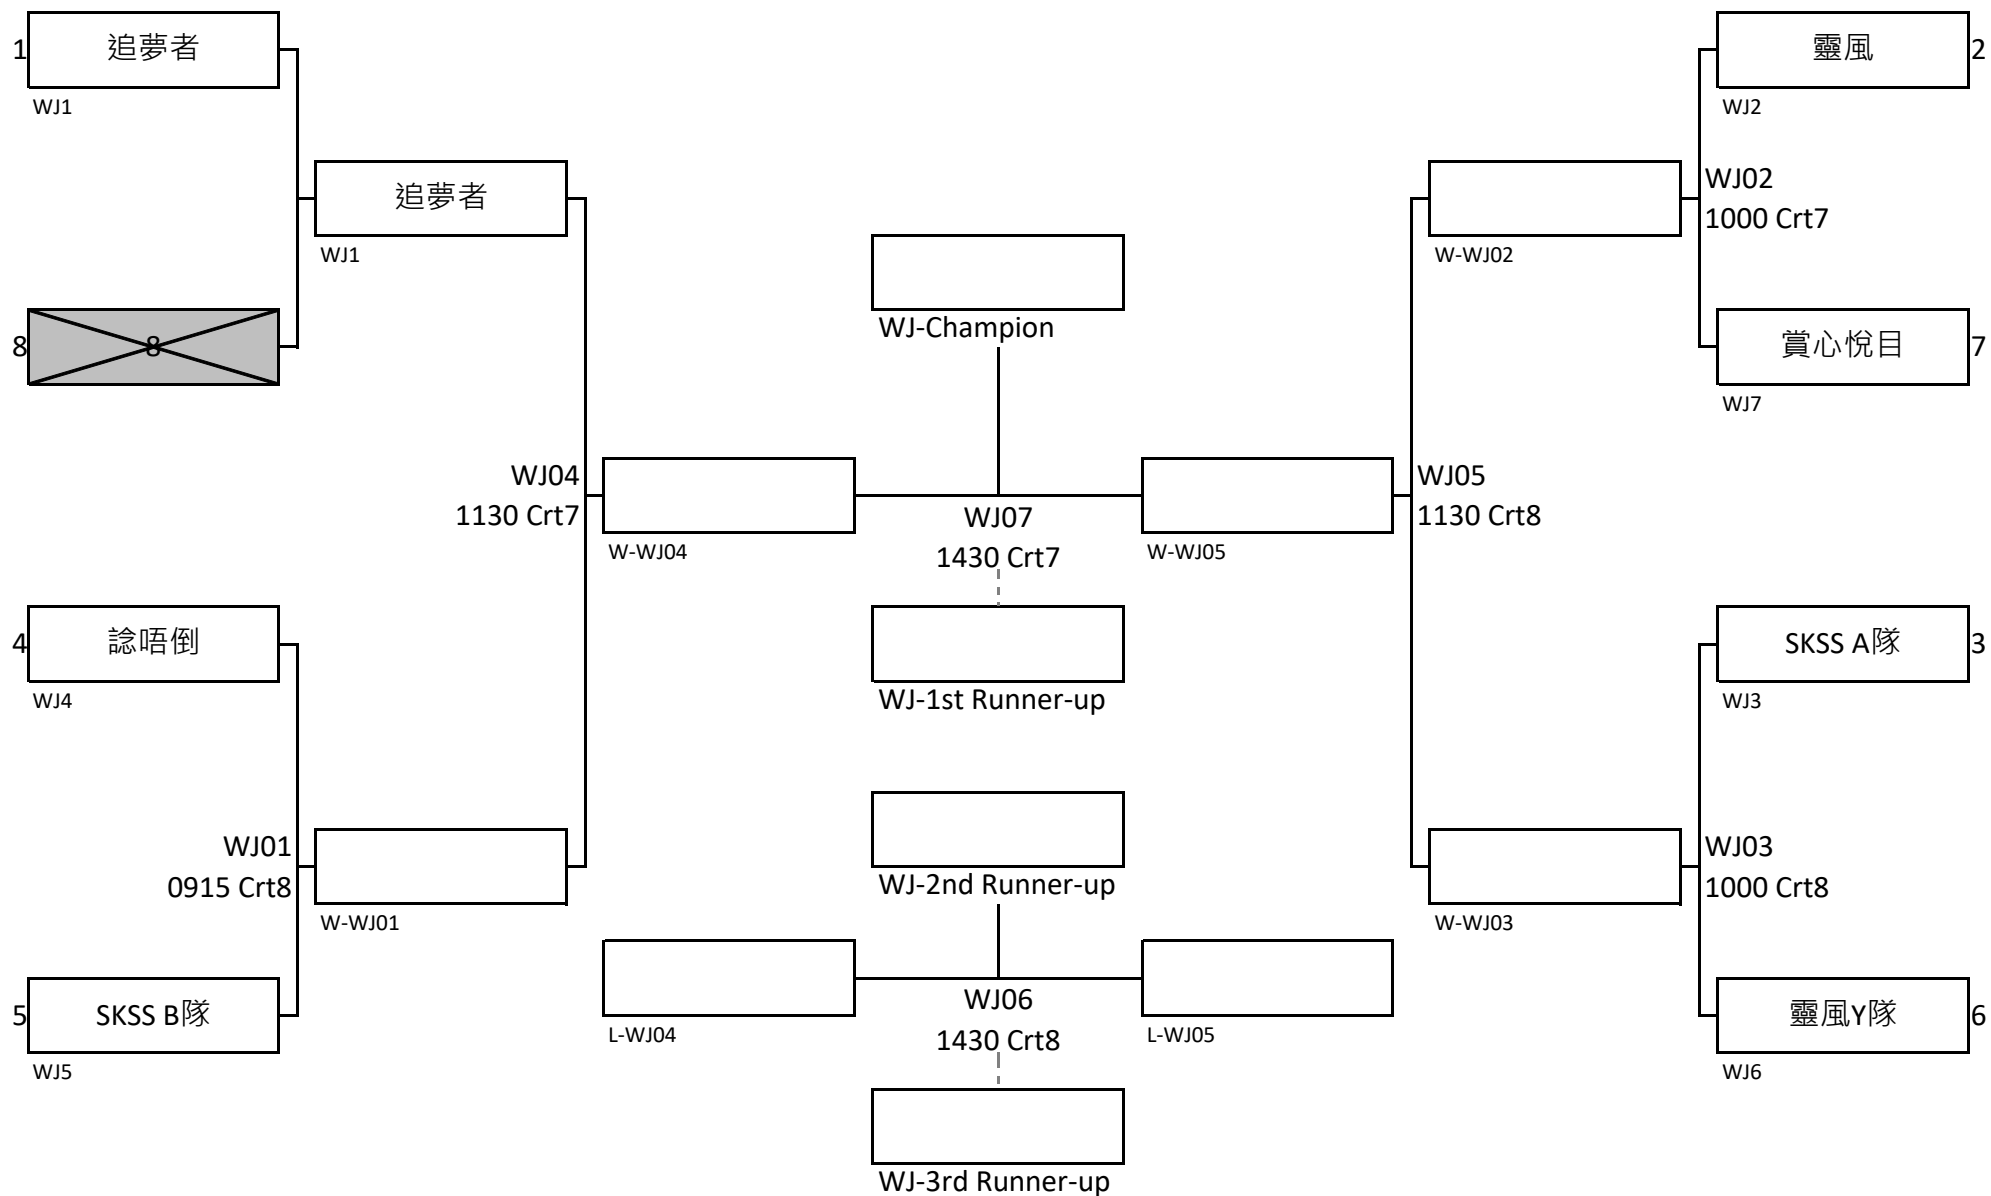 1
追夢者
WJ1
追夢者
WJ1
8
8
WJ04
1130 Crt7
4
諗唔倒
WJ4
WJ01
0915 Crt8
W-WJ01
5
SKSS B隊
WJ5
WJ-Champion
W-WJ04
WJ07
1430 Crt7
W-WJ05
WJ-1st Runner-up
WJ-2nd Runner-up
L-WJ04
WJ06
1430 Crt8
L-WJ05
WJ-3rd Runner-up
靈風
2
WJ2
W-WJ02
WJ02
1000 Crt7
賞心悅目
7
WJ7
WJ05
1130 Crt8
SKSS A隊
3
WJ3
WJ03
1000 Crt8
W-WJ03
靈風Y隊
6
WJ6